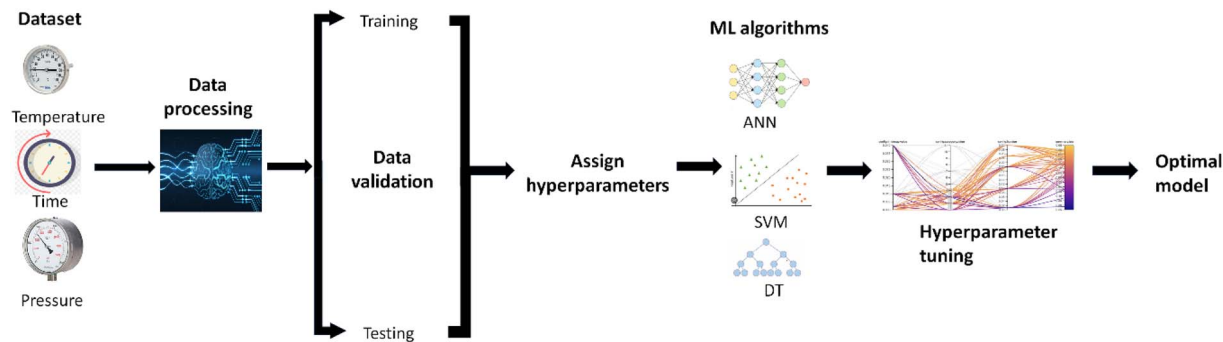 Dataset
Temperature
Time
Pressure
Data
processing
Training
Data
validation
Testing
Assign
hyperparameters
ML algorithms
ANN
SVM
DT
Hyperparameter
tuning
Optimal
model